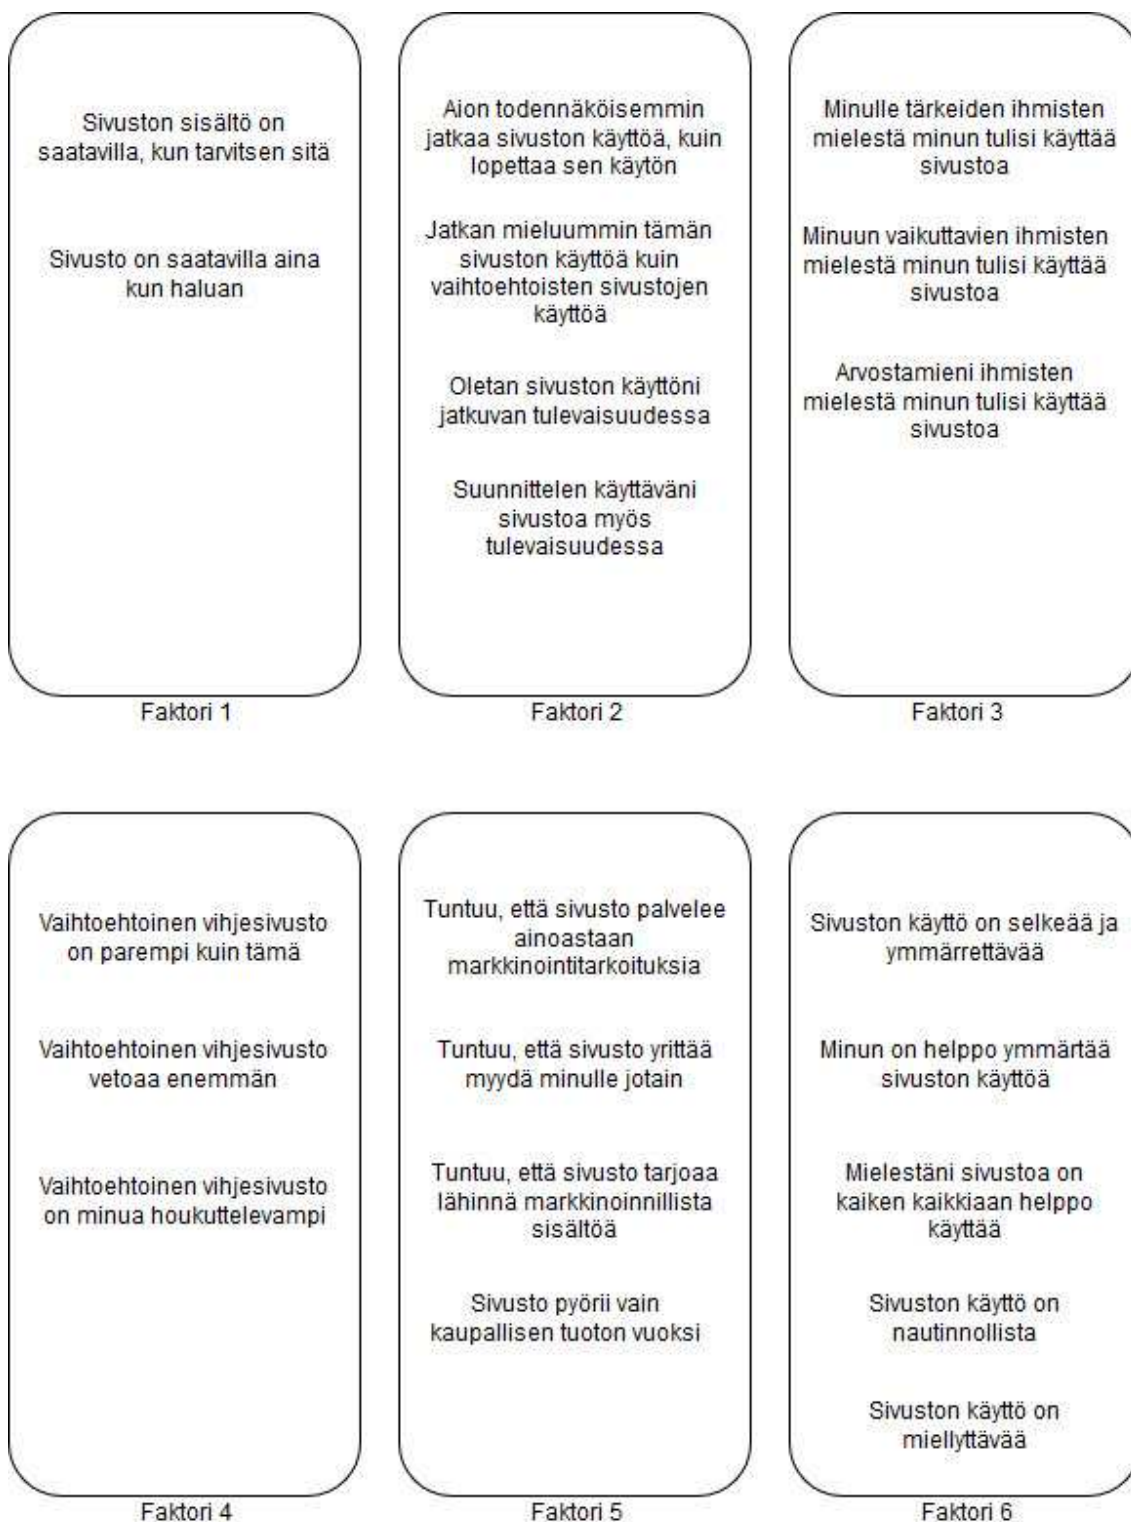 Sivuston sisältö on
saatavilla, kun tarvitsen sitä
Sivusto on saatavilla aina
kun haluan
Faktori 1
Aion todennäköisemmin
jatkaa sivuston käyttöä, kuin
lopettaa sen käytön
Jatkan mieluummin tämän
sivuston käyttöä kuin
vaihtoehtoisten sivustojen
käyttöä
Oletan sivuston käyttöni
jatkuvan tulevaisuudessa
Suunnittelen käyttäväni
sivustoa myös
tulevaisuudessa
Faktori 2
Minulle tärkeiden ihmisten
mielestä minun tulisi käyttää
sivustoa
Minuun vaikuttavien ihmisten
mielestä minun tulisi käyttää
sivustoa
Arvostamieni ihmisten
mielestä minun tulisi käyttää
sivustoa
Faktori 3
Vaihtoehtoinen vihjesivusto
on parempi kuin tämä
Vaihtoehtoinen vihjesivusto
vetoaa enemmän
Vaihtoehtoinen vihjesivusto
on minua houkuttelevampi
Faktori 4
Tuntuu, että sivusto palvelee
ainoastaan
markkinointitarkoituksia
Tuntuu, että sivusto yrittää
myydä minulle jotain
Tuntuu, että sivusto tarjoaa
lähinnä markkinoinnillista
sisältöä
Sivusto pyörii vain
kaupallisen tuoton vuoksi
Faktori 5
Sivuston käyttö on selkeää ja
ymmärrettävää
Minun on helppo ymmärtää
sivuston käyttöä
Mielestäni sivustoa on
kaiken kaikkiaan helppo
käyttää
Sivuston käyttö on
nautinnollista
Sivuston käyttö on
miellyttävää
Faktori 6